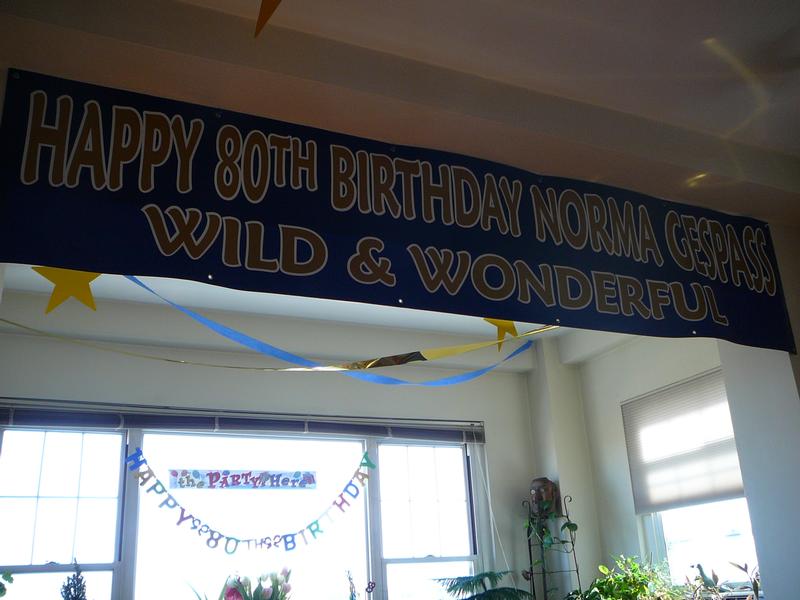 HAPPY 80TH BIRTHDAY NORMA GESPASS
WILD & WONDERFUL
the PARTY Here
HAPPY 80TH BIRTHDAY